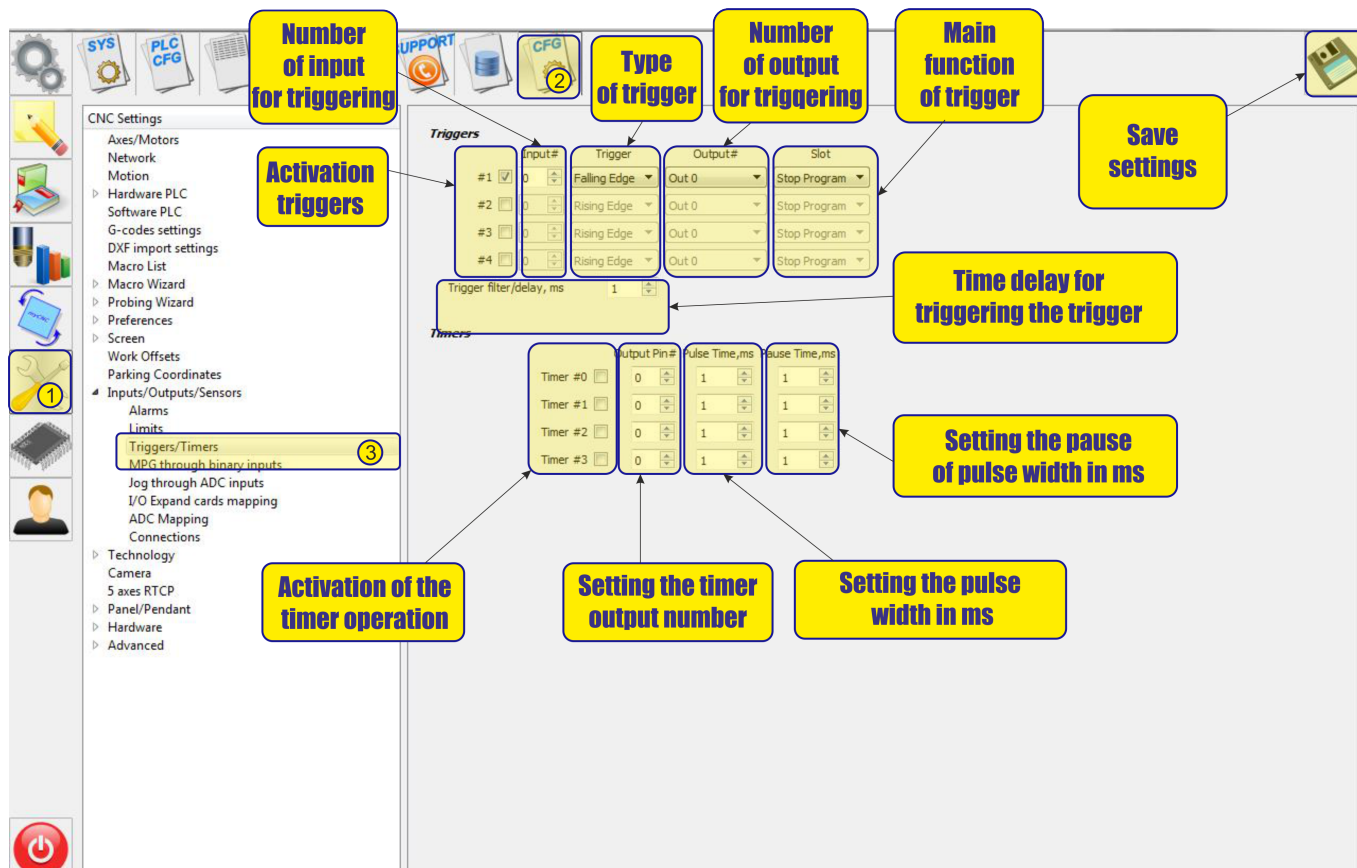 Number
of input
for triggering
Type
of trigger
Number
of output
for trigqering
Main
function
of trigger
Save
settings
SYS
PLC
CFG
UPPORT
CFG
2
CNC Settings
Axes/Motors
Network
Motion
Hardware PLC
Software PLC
G-codes settings
DXF import settings
Macro List
Macro Wizard
Probing Wizard
Preferences
Screen
Work Offsets
Parking Coordinates
Inputs/Outputs/Sensors
Alarms
Limits
Triggers/Timers
3
MPG through binary inputs
Jog through ADC inputs
I/O Expand cards mapping
ADC Mapping
Connections
Technology
Camera
5 axes RTCP
Panel/Pendant
Hardware
Advanced
myCNC
1
Activation
triggers
Triggers
Input# Trigger Output# Slot
#1 0 Falling Edge Out 0 Stop Program
#2 0 Rising Edge Out 0 Stop Program
#3 0 Rising Edge Out 0 Stop Program
#4 0 Rising Edge Out 0 Stop Program
Trigger filter/delay, ms 1
Time delay for
triggering the trigger
Timers
Output Pin# Pulse Time,ms Pause Time,ms
Timer #0 0 1 1
Timer #1 0 1 1
Timer #2 0 1 1
Timer #3 0 1 1
Setting the pause
of pulse width in ms
Activation of the
timer operation
Setting the timer
output number
Setting the pulse
width in ms